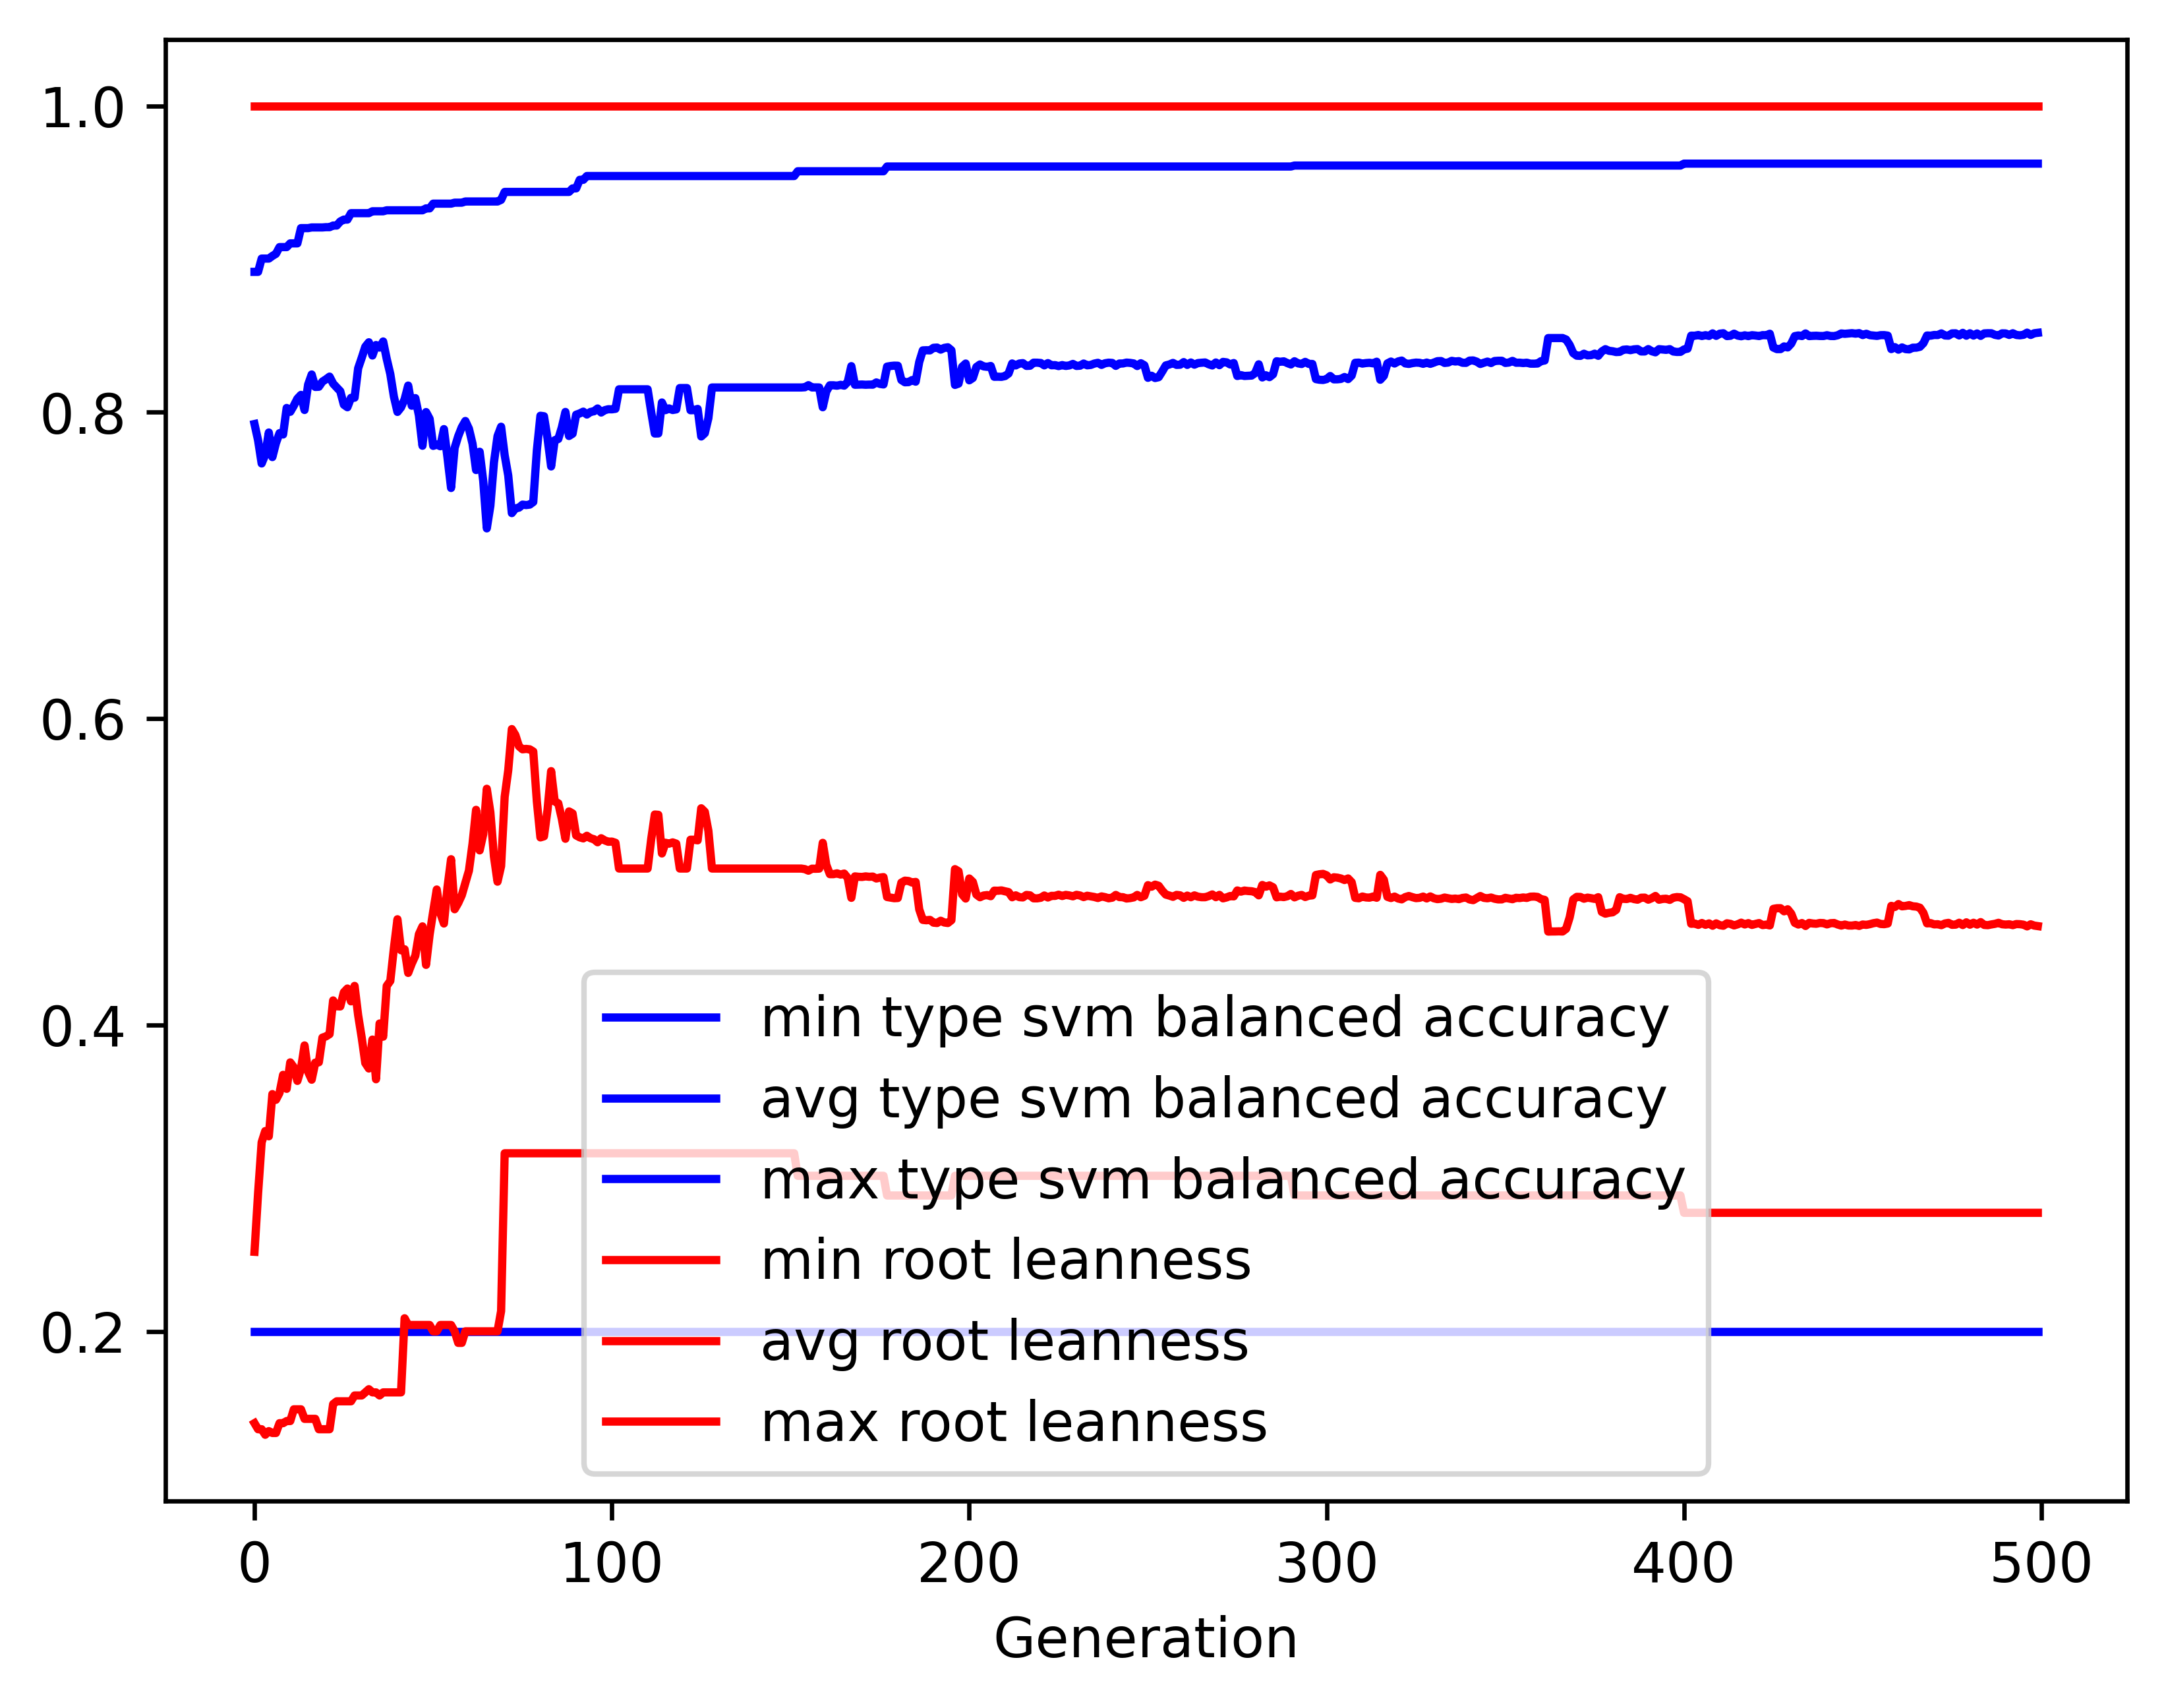 1.0
0.8
0.6
0.4
0.2
min type svm balanced accuracy
avg type svm balanced accuracy
max type svm balanced accuracy
min root leanness
avg root leanness
max root leanness
0 100 200 300 400 500
Generation